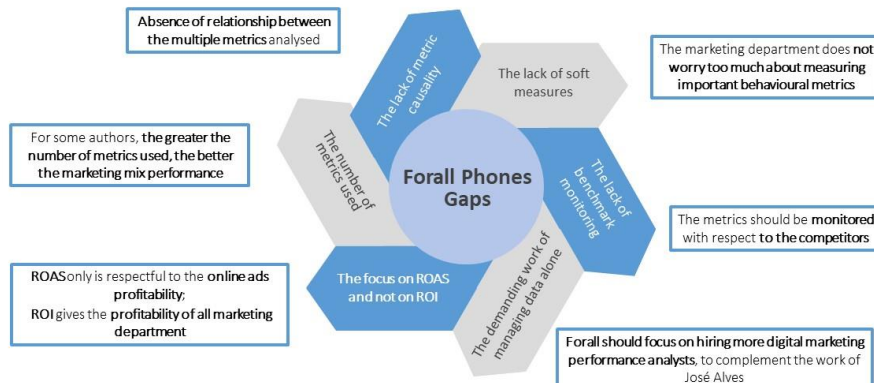 Absence of relationship between
the multiple metrics analysed
The lack of metric
causality
The lack of soft
measures
The marketing department does not
worry too much about measuring
important behavioural metrics
For some authors, the greater the
number of metrics used, the better
the marketing mix performance
The number of
metrics used
Forall Phones
Gaps
The lack of
benchmark
monitoring
The metrics should be monitored
with respect to the competitors
ROAS only is respectful to the online ads
profitability;
ROI gives the profitability of all marketing
department
The focus on ROAS
and not on ROI
The demanding work of
managing data alone
Forall should focus on hiring more digital marketing
performance analysts, to complement the work of
José Alves